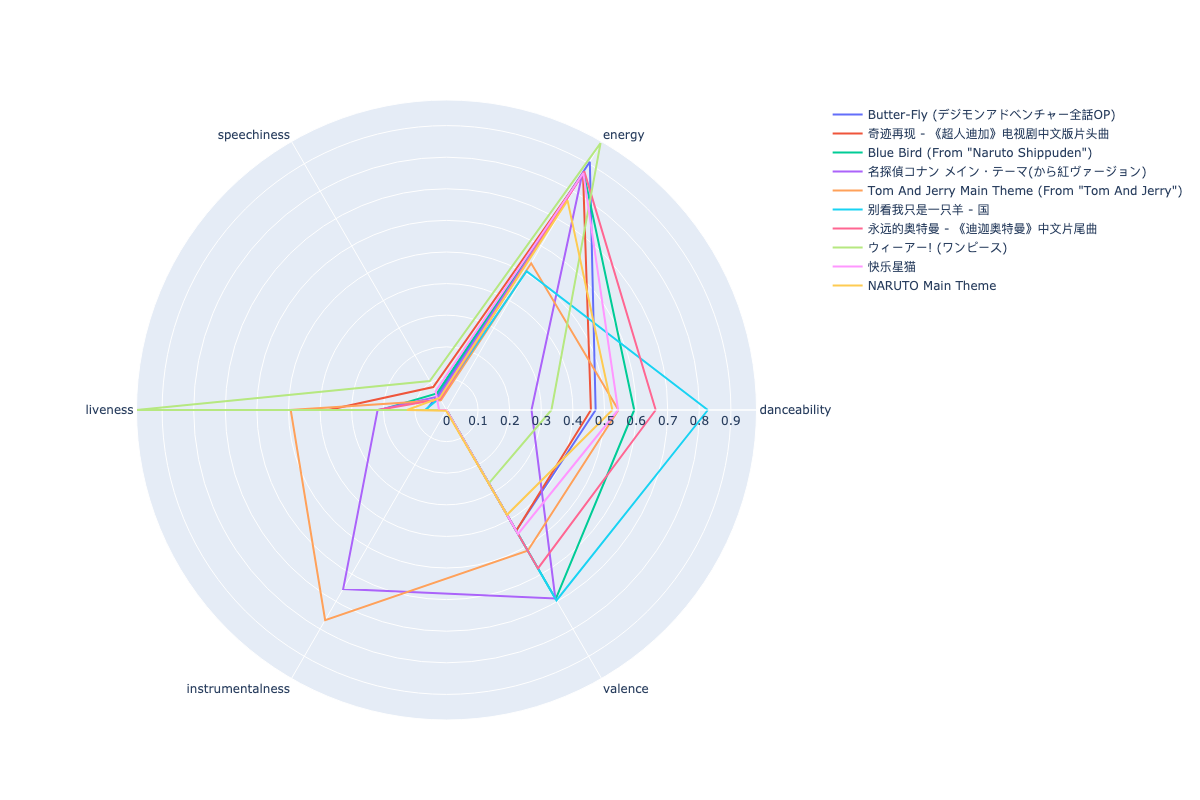 speechiness
energy
liveness
danceability
0 0.1 0.2 0.3 0.4 0.5 0.6 0.7 0.8 0.9
instrumentalness
valence
Butter-Fly (デジモンアドベンチャー全話OP)
奇迹再现 - 《超人迪加》电视剧中文版片头曲
Blue Bird (From "Naruto Shippuden")
名探偵コナン メイン・テーマ(から紅ヴァージョン)
Tom And Jerry Main Theme (From "Tom And Jerry")
别看我只是一只羊 - 国
永远的奥特曼 - 《迪迦奥特曼》中文片尾曲
ウィーアー! (ワンピース)
快乐星猫
NARUTO Main Theme